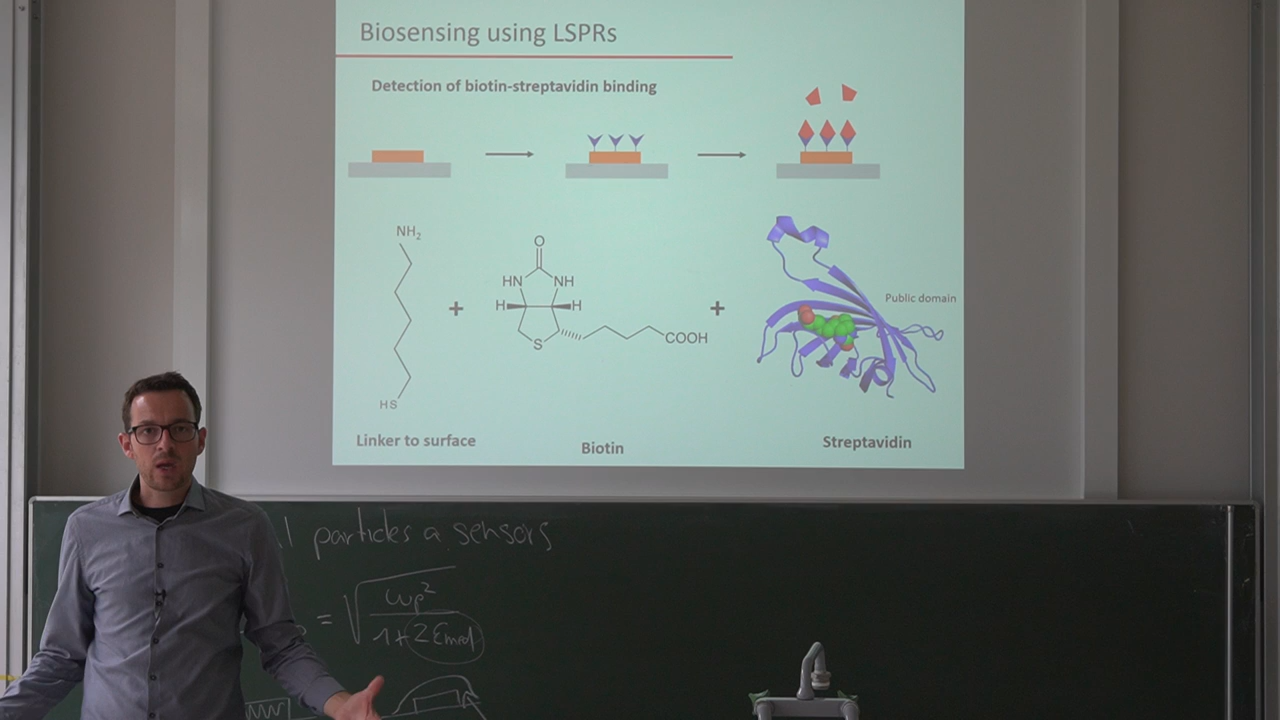 Biosensing using LSPRs
Detection of biotin-streptavidin binding
NH₂
HS
Linker to surface
+
O
HN
NH
H
H
S
COOH
Biotin
+
Public domain
Streptavidin
particles a sensors
= √ωp²
1+2εmed